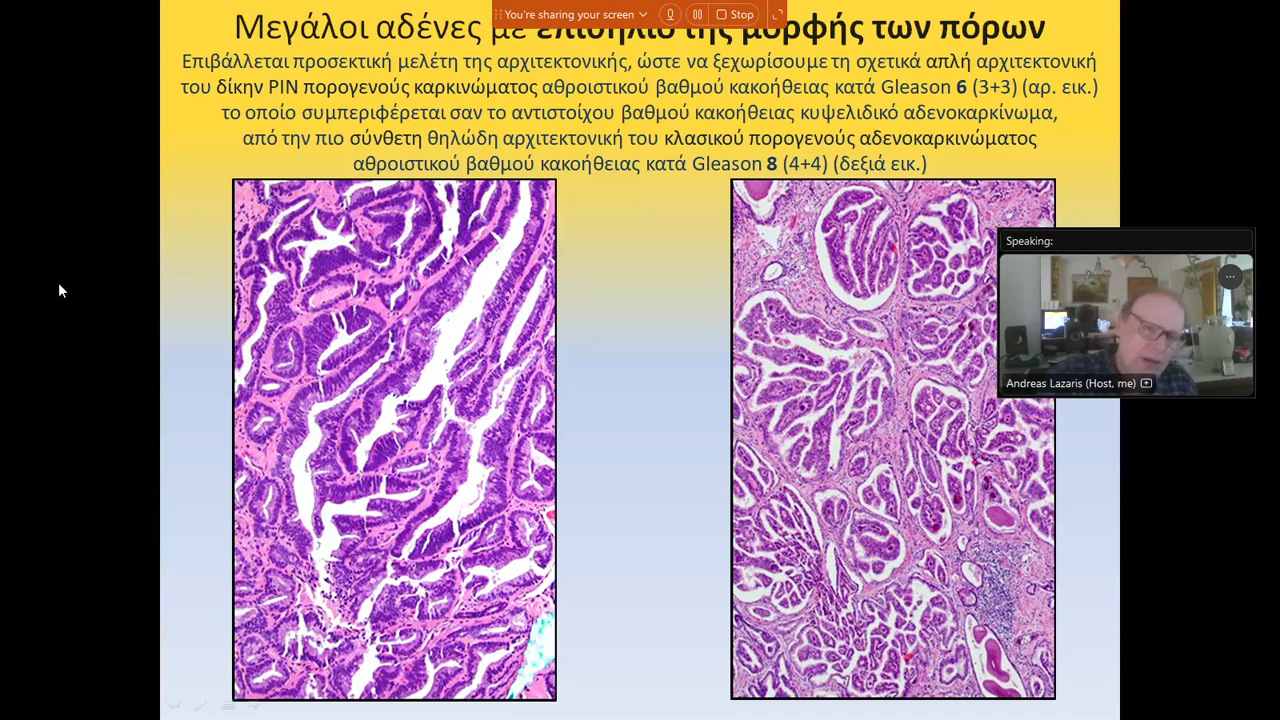 You're sharing your screen
Stop
Μεγάλοι αδένες με επιθήλιο της μορφής των πόρων
Επιβάλλεται προσεκτική μελέτη της αρχιτεκτονικής, ώστε να ξεχωρίσουμε τη σχετικά απλή αρχιτεκτονική
του δίκην PIN πορογενούς καρκινώματος αθροιστικού βαθμού κακοήθειας κατά Gleason 6 (3+3) (αρ. εικ.)
το οποίο συμπεριφέρεται σαν το αντιστοίχου βαθμού κακοήθειας κυψελιδικό αδενοκαρκίνωμα,
από την πιο σύνθετη θηλώδη αρχιτεκτονική του κλασικού πορογενούς αδενοκαρκινώματος
αθροιστικού βαθμού κακοήθειας κατά Gleason 8 (4+4) (δεξιά εικ.)
Speaking:
Andreas Lazaris (Host, me)